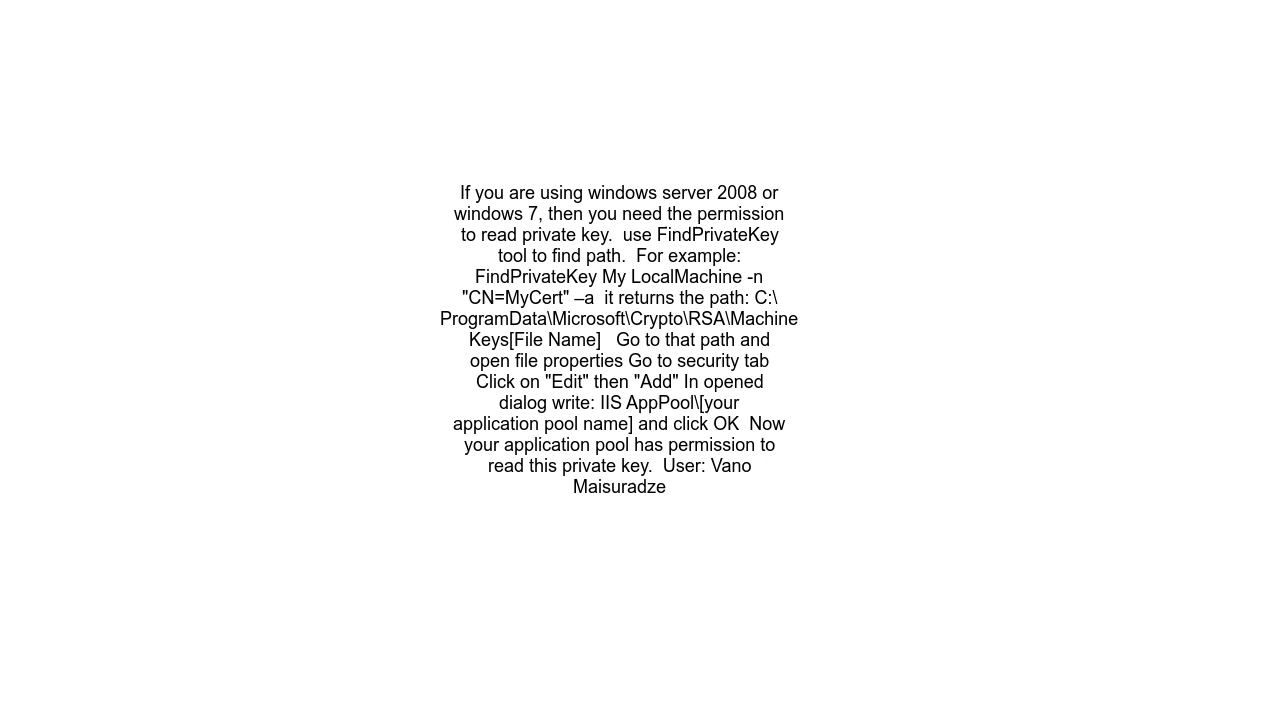 If you are using windows server 2008 or
windows 7, then you need the permission
to read private key.  use FindPrivateKey
tool to find path.  For example:
FindPrivateKey My LocalMachine -n
"CN=MyCert" –a  it returns the path: C:\
ProgramData\Microsoft\Crypto\RSA\Machine
Keys[File Name]   Go to that path and
open file properties Go to security tab
Click on "Edit" then "Add" In opened
dialog write: IIS AppPool\[your
application pool name] and click OK  Now
your application pool has permission to
read this private key.  User: Vano
Maisuradze